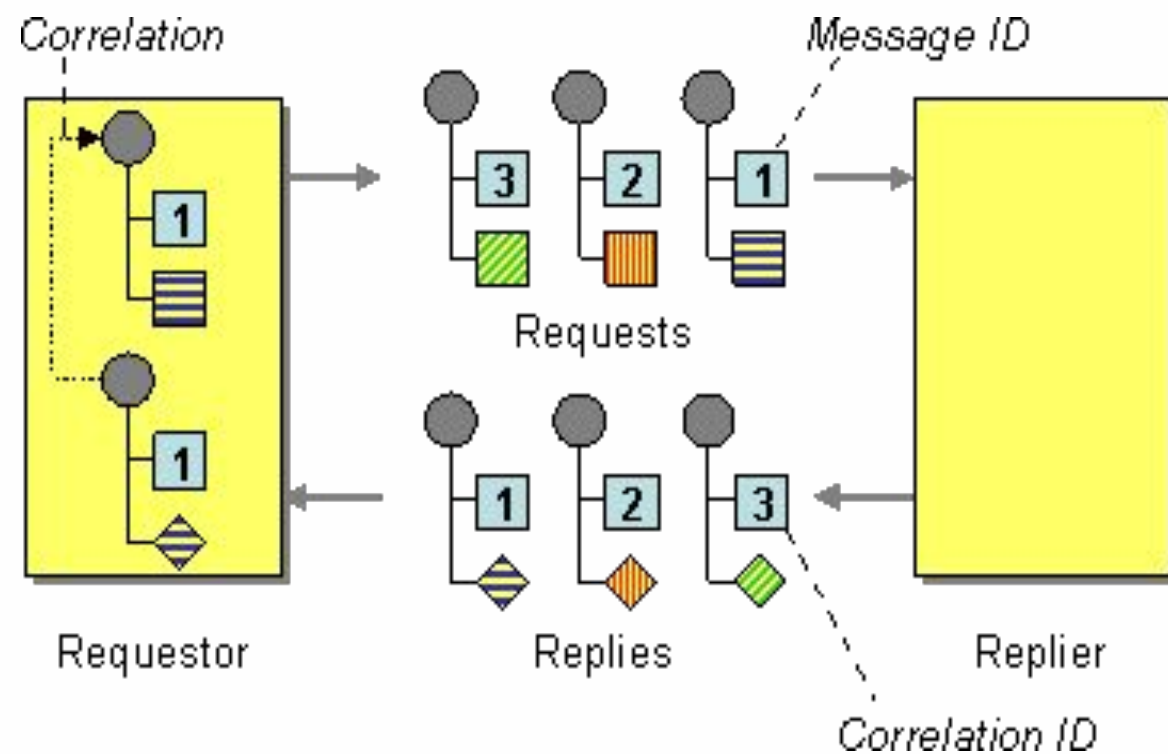 Correlation
Message ID
1
3 2 1
Requests
1
1 2 3
Requestor
Replies
Replier
Correlation ID